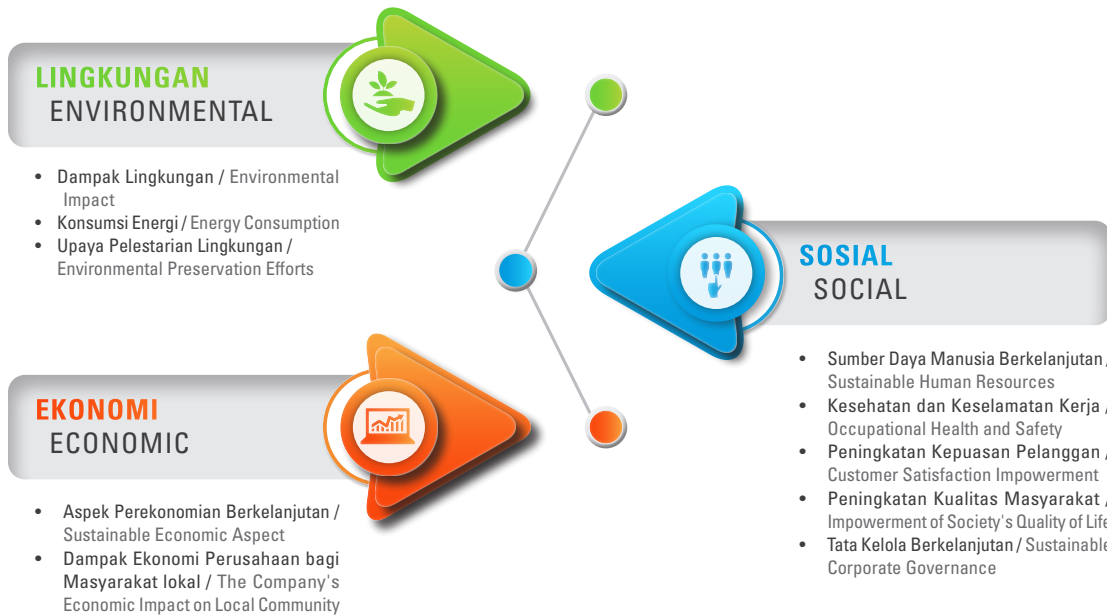 LINGKUNGAN
ENVIRONMENTAL
• Dampak Lingkungan / Environmental
Impact
• Konsumsi Energi / Energy Consumption
• Upaya Pelestarian Lingkungan /
Environmental Preservation Efforts
SOSIAL
SOCIAL
• Sumber Daya Manusia Berkelanjutan /
Sustainable Human Resources
• Kesehatan dan Keselamatan Kerja /
Occupational Health and Safety
• Peningkatan Kepuasan Pelanggan /
Customer Satisfaction Impowerment
• Peningkatan Kualitas Masyarakat /
Impowerment of Society's Quality of Life
• Tata Kelola Berkelanjutan / Sustainable
Corporate Governance
EKONOMI
ECONOMIC
• Aspek Perekonomian Berkelanjutan /
Sustainable Economic Aspect
• Dampak Ekonomi Perusahaan bagi
Masyarakat lokal / The Company's
Economic Impact on Local Community